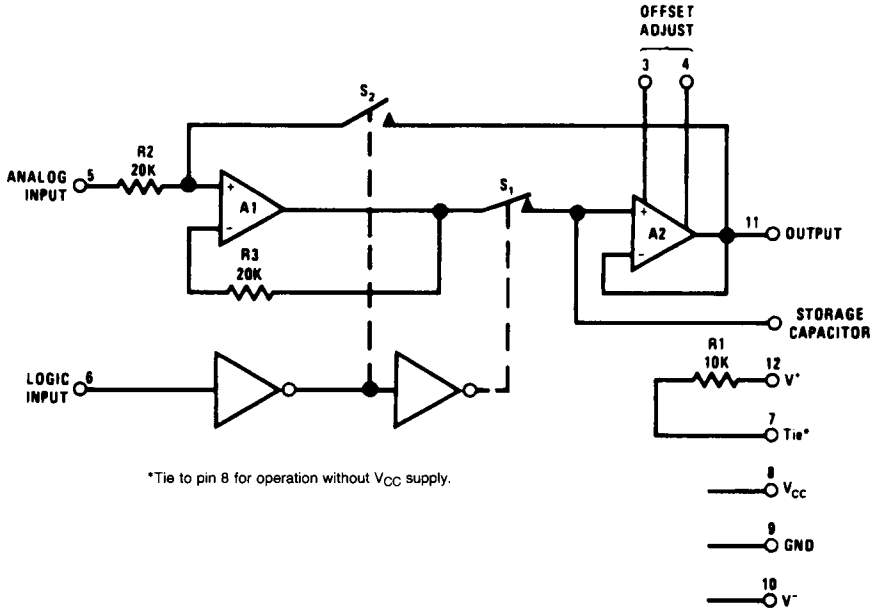 OFFSET
ADJUST
3 4
S2
R2
20K
ANALOG
INPUT
5
+
A1
-
S1
+
A2
-
11
OUTPUT
R3
20K
STORAGE
CAPACITOR
R1
10K
12
V+
LOGIC
INPUT
6
7
Tie*
*Tie to pin 8 for operation without VCC supply.
8
VCC
9
GND
10
V-